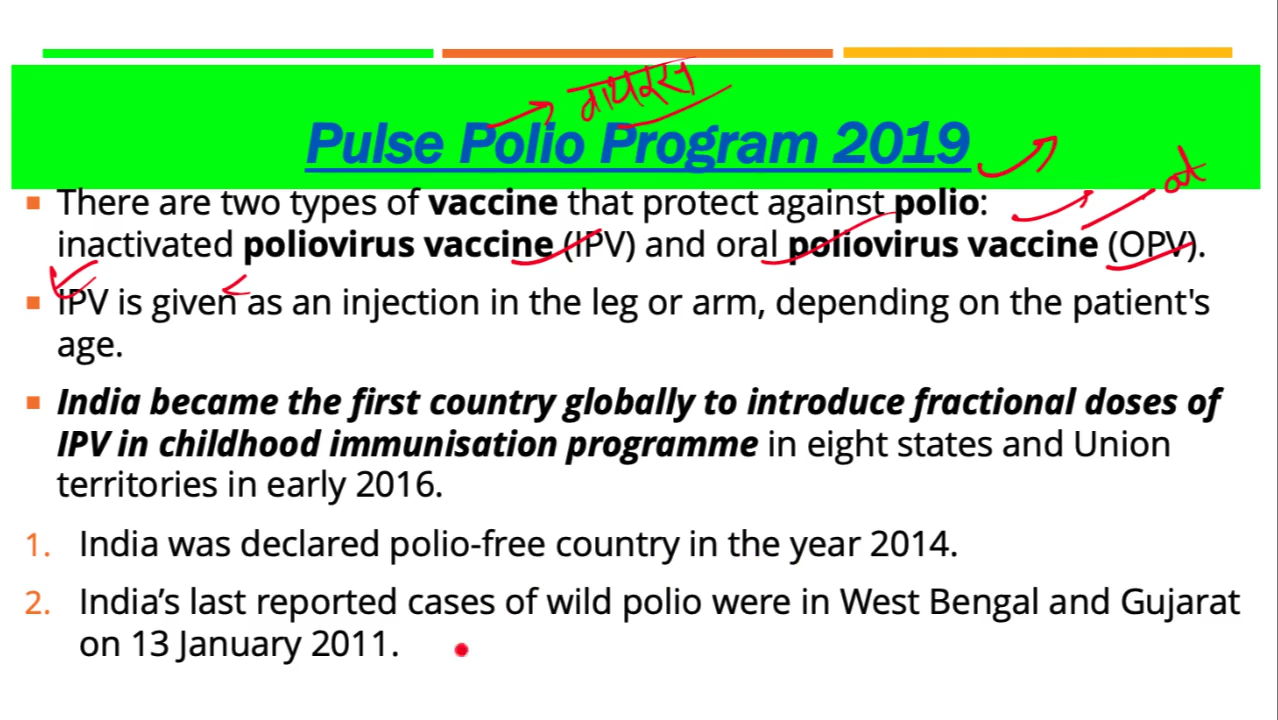 वायरस
Pulse Polio Program 2019
at
There are two types of vaccine that protect against polio:
inactivated poliovirus vaccine (IPV) and oral poliovirus vaccine (OPV).
IPV is given as an injection in the leg or arm, depending on the patient's
age.
India became the first country globally to introduce fractional doses of
IPV in childhood immunisation programme in eight states and Union
territories in early 2016.
1. India was declared polio-free country in the year 2014.
2. India’s last reported cases of wild polio were in West Bengal and Gujarat
on 13 January 2011.